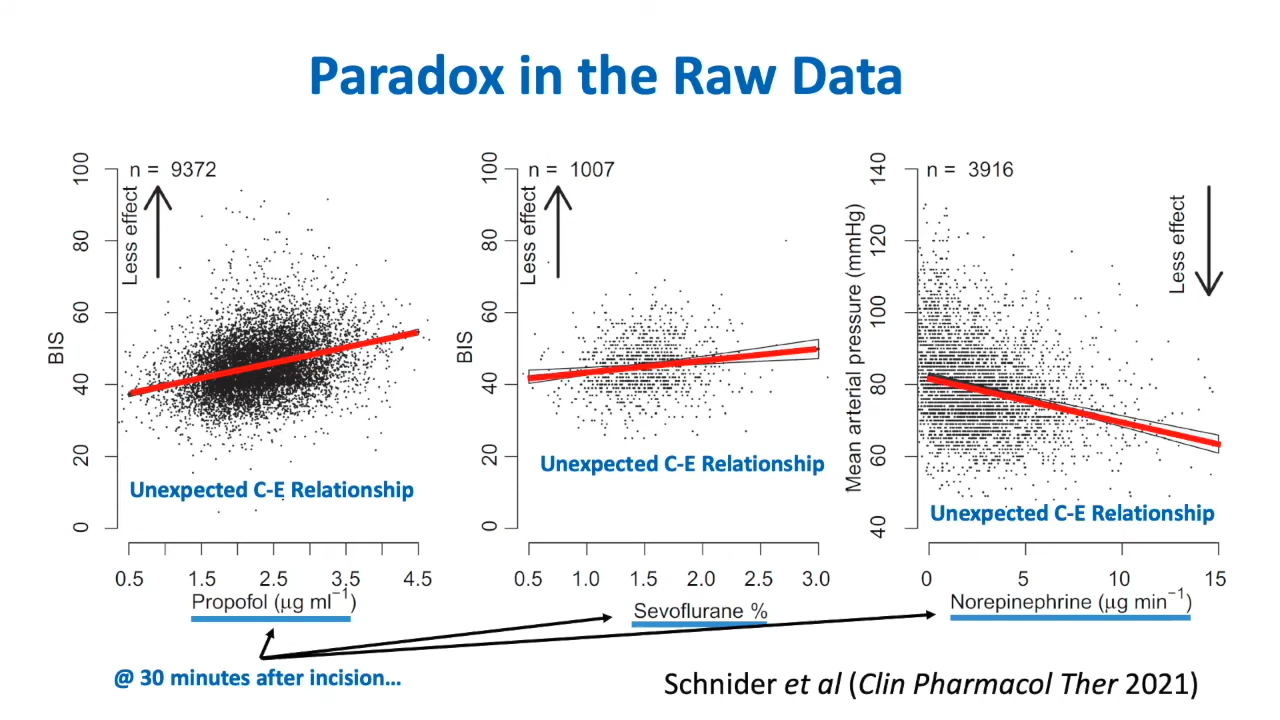 Paradox in the Raw Data
n = 9372
Less effect
BIS
100
80
60
40
20
0
0.5 1.5 2.5 3.5 4.5
Propofol (μg ml−1)
Unexpected C-E Relationship
n = 1007
Less effect
BIS
100
80
60
40
20
0
0.5 1.0 1.5 2.0 2.5 3.0
Sevoflurane %
Unexpected C-E Relationship
n = 3916
Less effect
Mean arterial pressure (mmHg)
140
120
100
80
60
40
0 5 10 15
Norepinephrine (μg min−1)
Unexpected C-E Relationship
@ 30 minutes after incision...
Schnider et al (Clin Pharmacol Ther 2021)